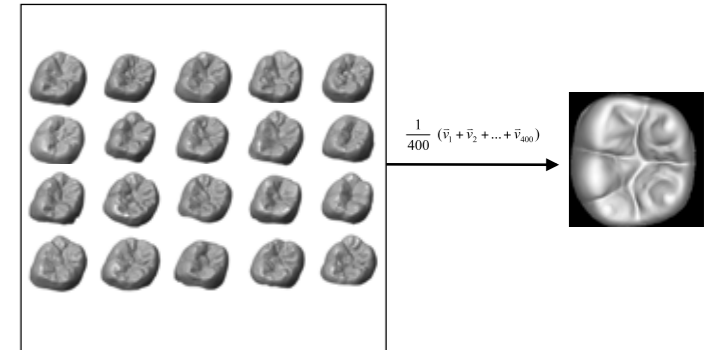 1/400 (v̄₁ + v̄₂ + ... + v̄₄₀₀)